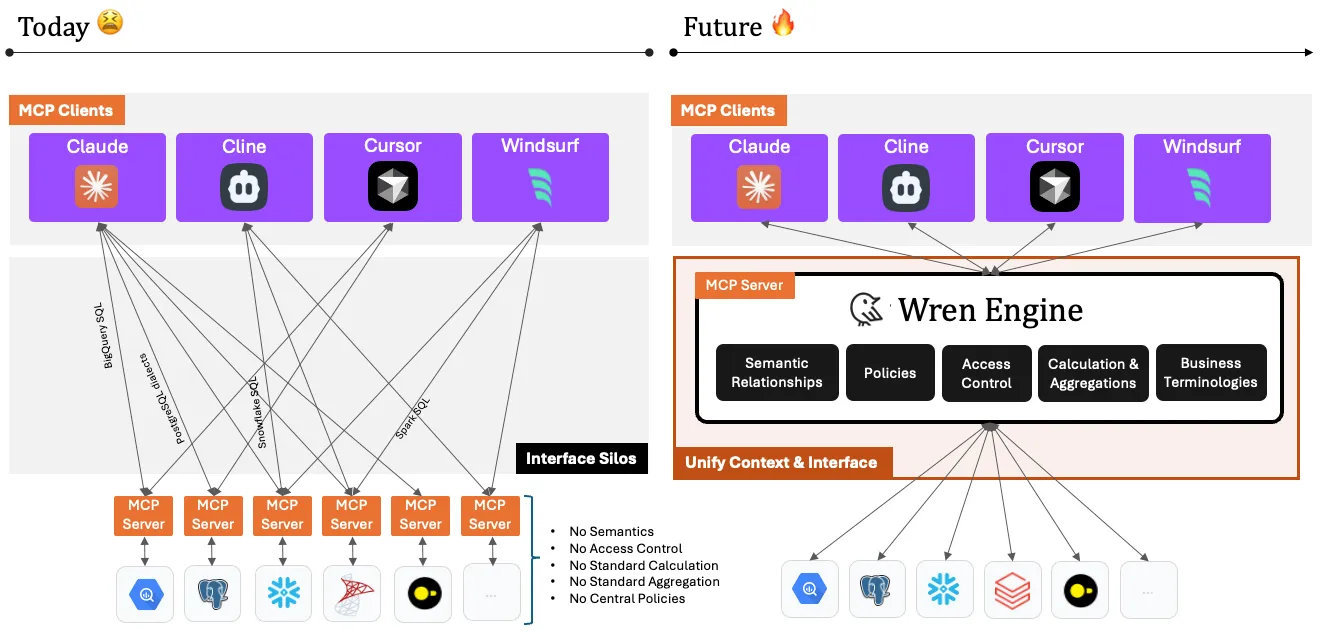 Today 😫
MCP Clients
Claude
Cline
Cursor
Windsurf
BigQuery SQL
PostgreSQL dialects
Snowflake SQL
Spark SQL
Interface Silos
MCP
Server
MCP
Server
MCP
Server
MCP
Server
MCP
Server
MCP
Server
...
• No Semantics
• No Access Control
• No Standard Calculation
• No Standard Aggregation
• No Central Policies
Future 🔥
MCP Clients
Claude
Cline
Cursor
Windsurf
MCP Server
Wren Engine
Semantic
Relationships
Policies
Access
Control
Calculation &
Aggregations
Business
Terminologies
Unify Context & Interface
...